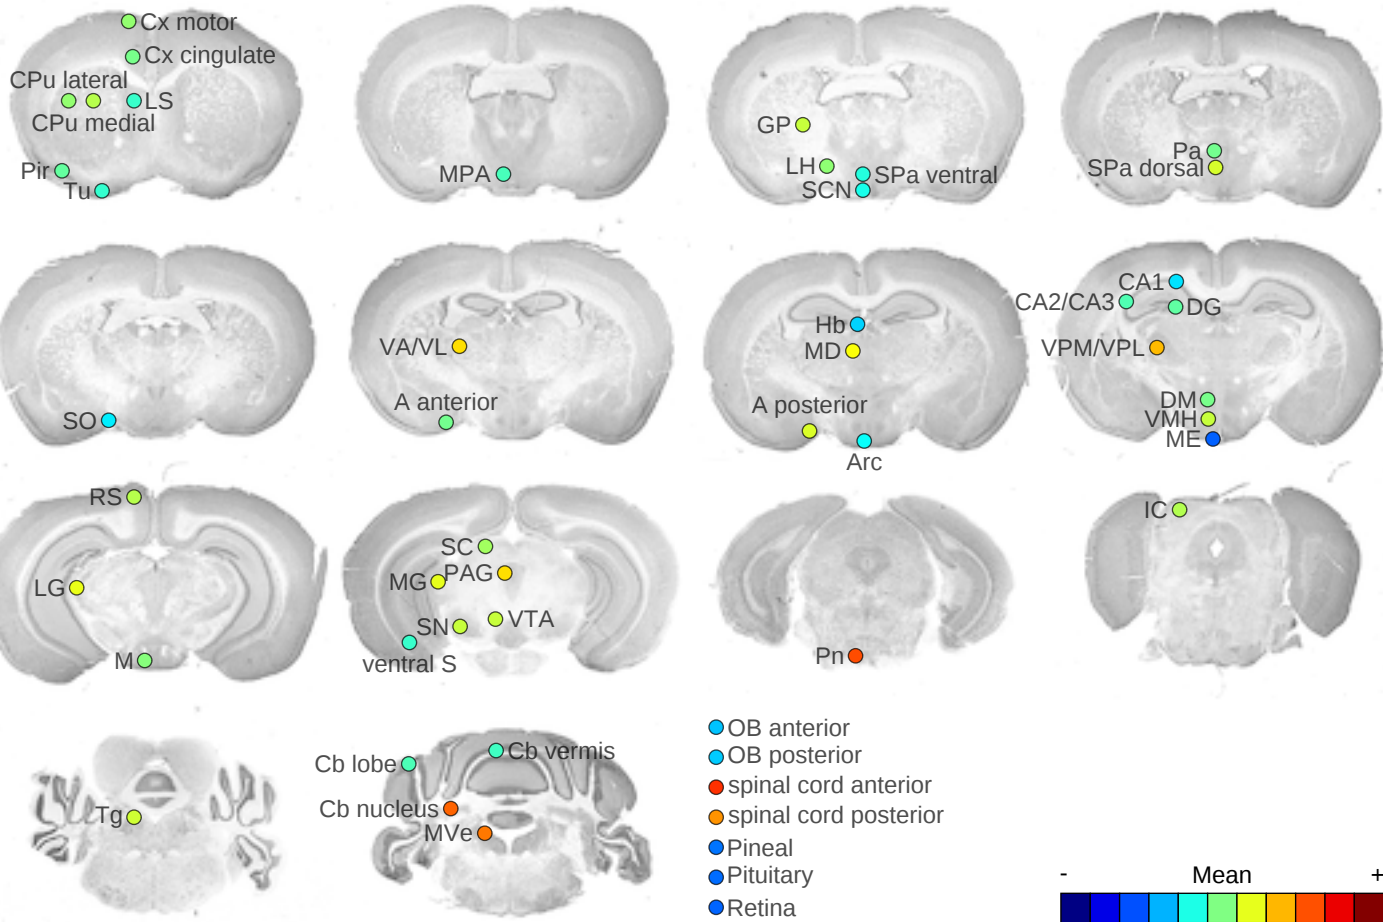 Cx motor
Cx cingulate
CPu lateral
LS
CPu medial
Pir
Tu
MPA
GP
LH
SPa ventral
SCN
Pa
SPa dorsal
SO
VA/VL
A anterior
Hb
MD
A posterior
Arc
CA1
CA2/CA3
DG
VPM/VPL
DM
VMH
ME
RS
LG
M
SC
MG
PAG
SN
VTA
ventral S
Pn
IC
Tg
Cb lobe
Cb vermis
Cb nucleus
MVe
OB anterior
OB posterior
spinal cord anterior
spinal cord posterior
Pineal
Pituitary
Retina
- Mean +